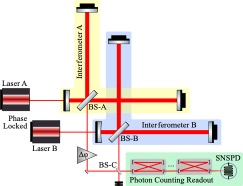 Interferometer A
Laser A
BS-A
Phase
Locked
Interferometer B
BS-B
Laser B
Δφ
BS-C
SNSPD
...
Photon Counting Readout